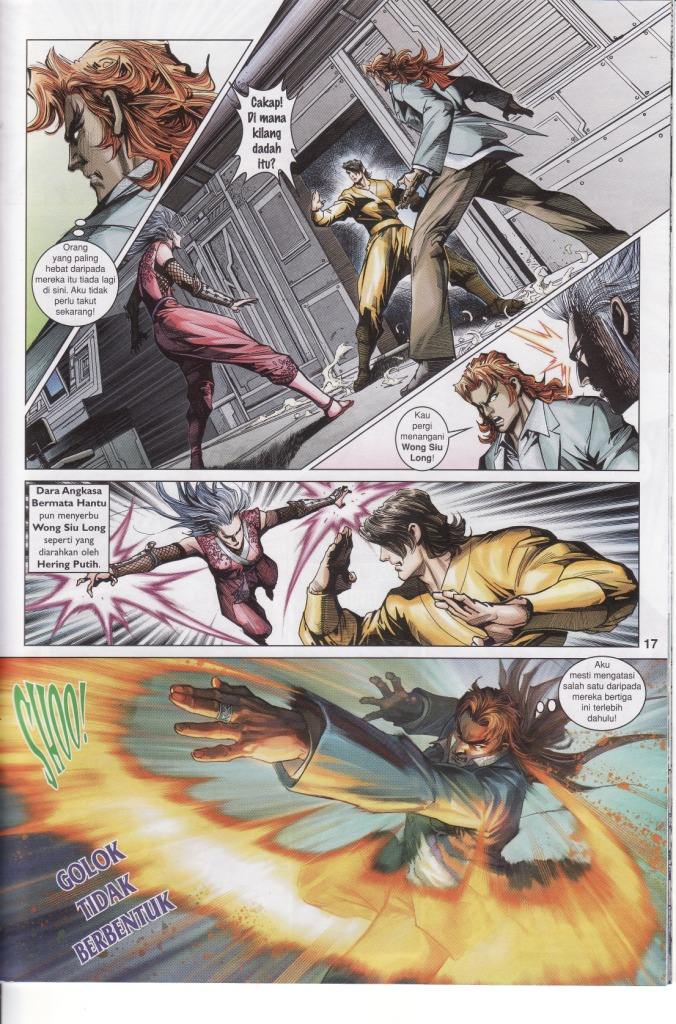 Orang
yang paling
hebat daripada
mereka itu tiada lagi
di sini. Aku tidak
perlu takut
sekarang!
Cakap!
Di mana
kilang
dadah
itu?
Kau
pergi
menangani
Wong Siu
Long!
Dara Angkasa
Bermata Hantu
pun menyerbu
Wong Siu Long
seperti yang
diarahkan oleh
Hering Putih.
17
Aku
mesti mengatasi
salah satu daripada
mereka bertiga
ini terlebih
dahulu!
SHOO!
GOLOK
TIDAK
BERBENTUK